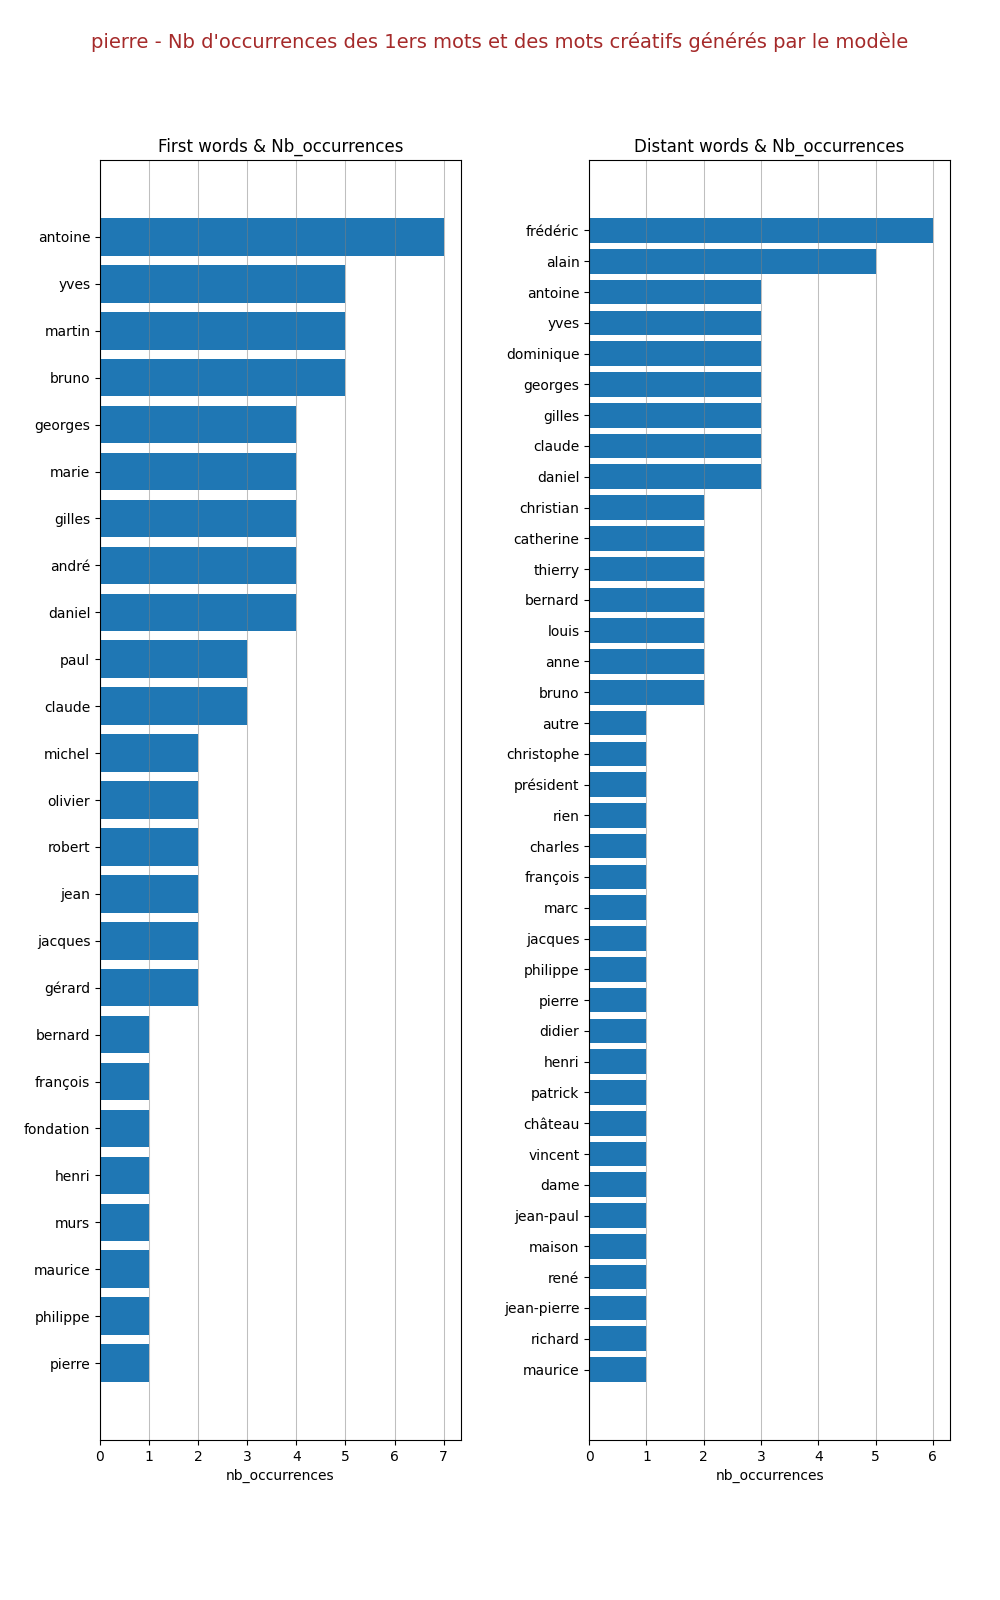 pierre - Nb d'occurrences des 1ers mots et des mots créatifs générés par le modèle
First words & Nb_occurrences
antoine
yves
martin
bruno
georges
marie
gilles
andré
daniel
paul
claude
michel
olivier
robert
jean
jacques
gérard
bernard
françois
fondation
henri
murs
maurice
philippe
pierre
0 1 2 3 4 5 6 7
nb_occurrences
Distant words & Nb_occurrences
frédéric
alain
antoine
yves
dominique
georges
gilles
claude
daniel
christian
catherine
thierry
bernard
louis
anne
bruno
autre
christophe
président
rien
charles
françois
marc
jacques
philippe
pierre
didier
henri
patrick
château
vincent
dame
jean-paul
maison
rené
jean-pierre
richard
maurice
0 1 2 3 4 5 6
nb_occurrences